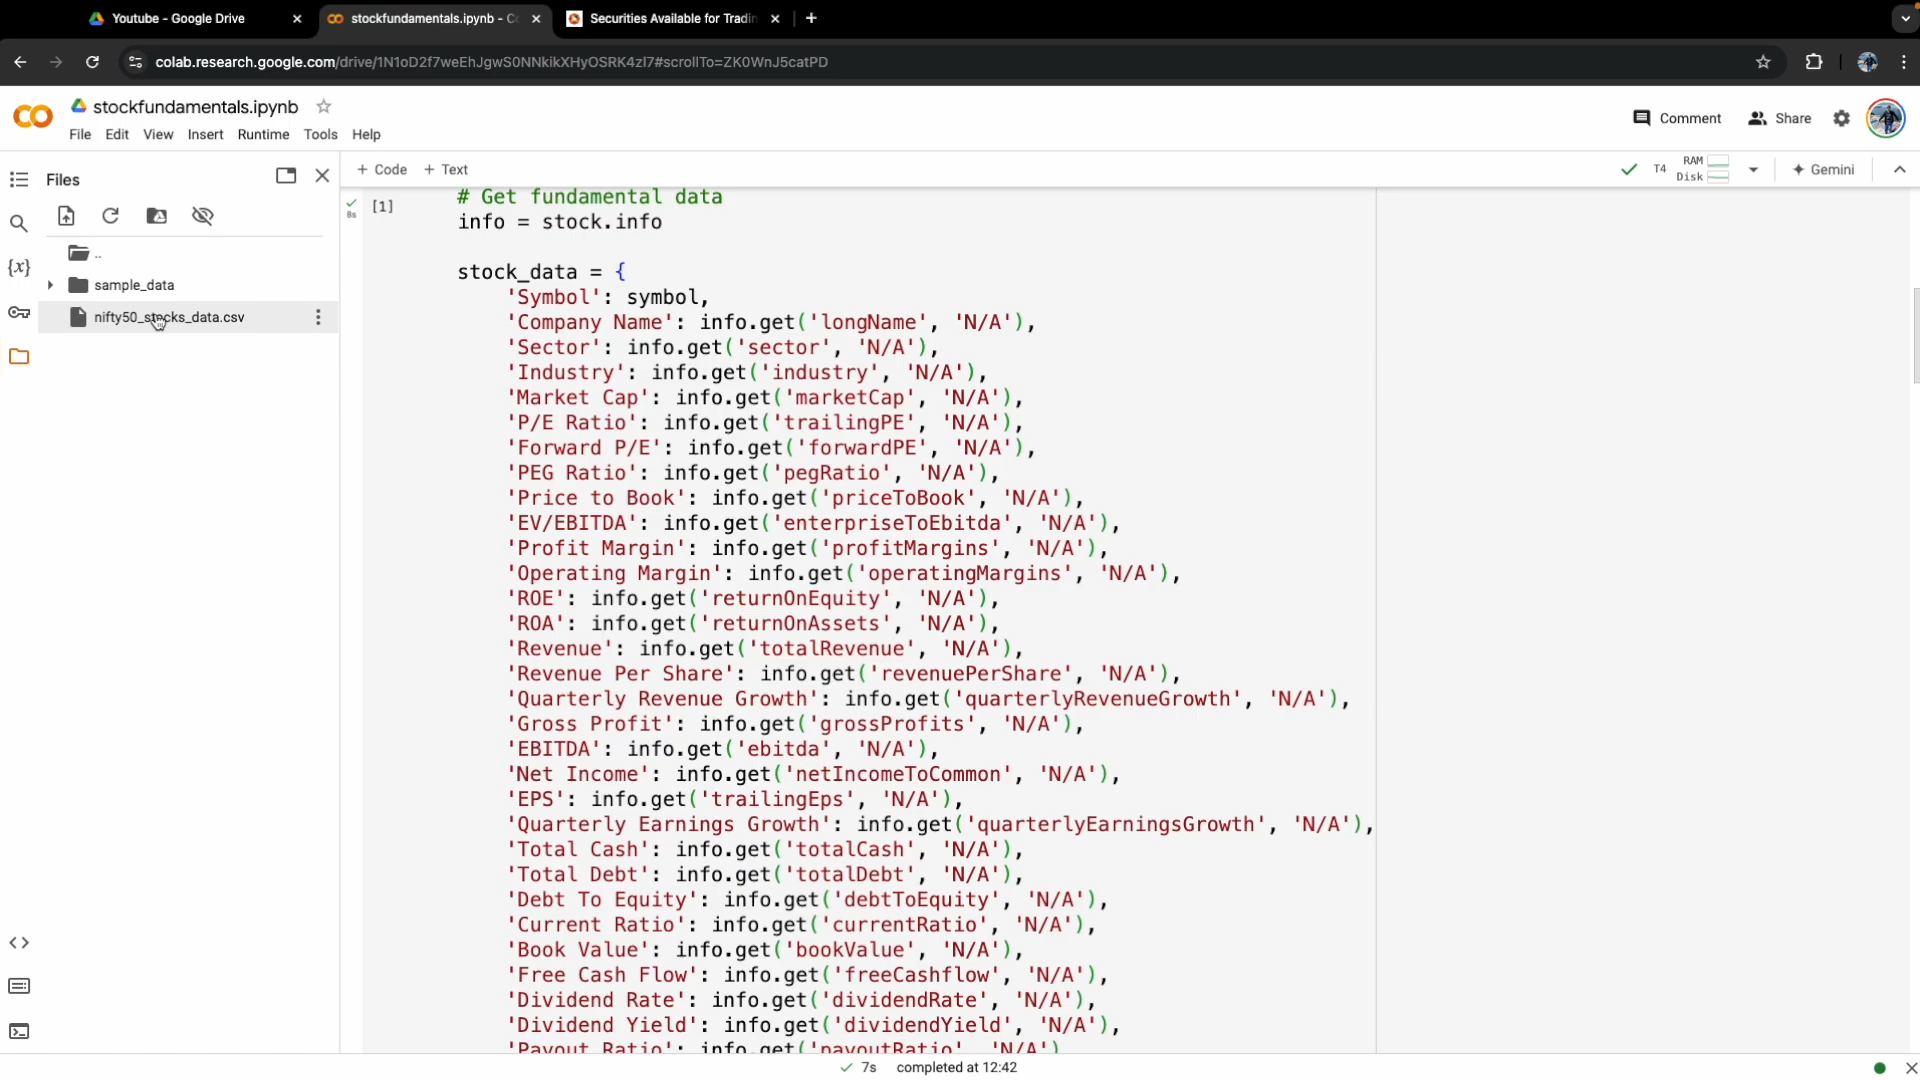 Youtube - Google Drive
stockfundamentals.ipynb - C
Securities Available for Tradin
colab.research.google.com/drive/1N1oD2f7weEhJgwS0NNkikXHyOSRK4zI7#scrollTo=ZK0WnJ5catPD
stockfundamentals.ipynb
File Edit View Insert Runtime Tools Help
Comment
Share
Files
+ Code + Text
T4
RAM
Disk
Gemini
..
sample_data
nifty50_stocks_data.csv
{x}
8s
[1]
# Get fundamental data
info = stock.info
stock_data = {
'Symbol': symbol,
'Company Name': info.get('longName', 'N/A'),
'Sector': info.get('sector', 'N/A'),
'Industry': info.get('industry', 'N/A'),
'Market Cap': info.get('marketCap', 'N/A'),
'P/E Ratio': info.get('trailingPE', 'N/A'),
'Forward P/E': info.get('forwardPE', 'N/A'),
'PEG Ratio': info.get('pegRatio', 'N/A'),
'Price to Book': info.get('priceToBook', 'N/A'),
'EV/EBITDA': info.get('enterpriseToEbitda', 'N/A'),
'Profit Margin': info.get('profitMargins', 'N/A'),
'Operating Margin': info.get('operatingMargins', 'N/A'),
'ROE': info.get('returnOnEquity', 'N/A'),
'ROA': info.get('returnOnAssets', 'N/A'),
'Revenue': info.get('totalRevenue', 'N/A'),
'Revenue Per Share': info.get('revenuePerShare', 'N/A'),
'Quarterly Revenue Growth': info.get('quarterlyRevenueGrowth', 'N/A'),
'Gross Profit': info.get('grossProfits', 'N/A'),
'EBITDA': info.get('ebitda', 'N/A'),
'Net Income': info.get('netIncomeToCommon', 'N/A'),
'EPS': info.get('trailingEps', 'N/A'),
'Quarterly Earnings Growth': info.get('quarterlyEarningsGrowth', 'N/A'),
'Total Cash': info.get('totalCash', 'N/A'),
'Total Debt': info.get('totalDebt', 'N/A'),
'Debt To Equity': info.get('debtToEquity', 'N/A'),
'Current Ratio': info.get('currentRatio', 'N/A'),
'Book Value': info.get('bookValue', 'N/A'),
'Free Cash Flow': info.get('freeCashflow', 'N/A'),
'Dividend Rate': info.get('dividendRate', 'N/A'),
'Dividend Yield': info.get('dividendYield', 'N/A'),
'Payout Ratio': info.get('payoutRatio', 'N/A')
7s completed at 12:42